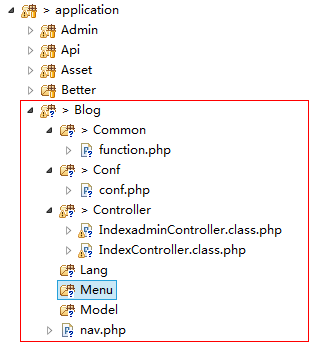 > application
Admin
Api
Asset
Better
> Blog
> Common
function.php
> Conf
conf.php
> Controller
IndexadminController.class.php
IndexController.class.php
Lang
Menu
Model
> nav.php